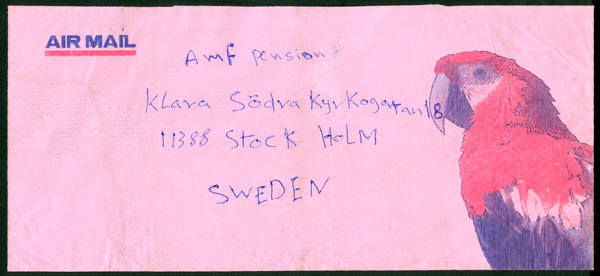 AIR MAIL
Amf pension
Klara Södra Kyrkogatan 18
11388 STOCK HOLM
SWEDEN